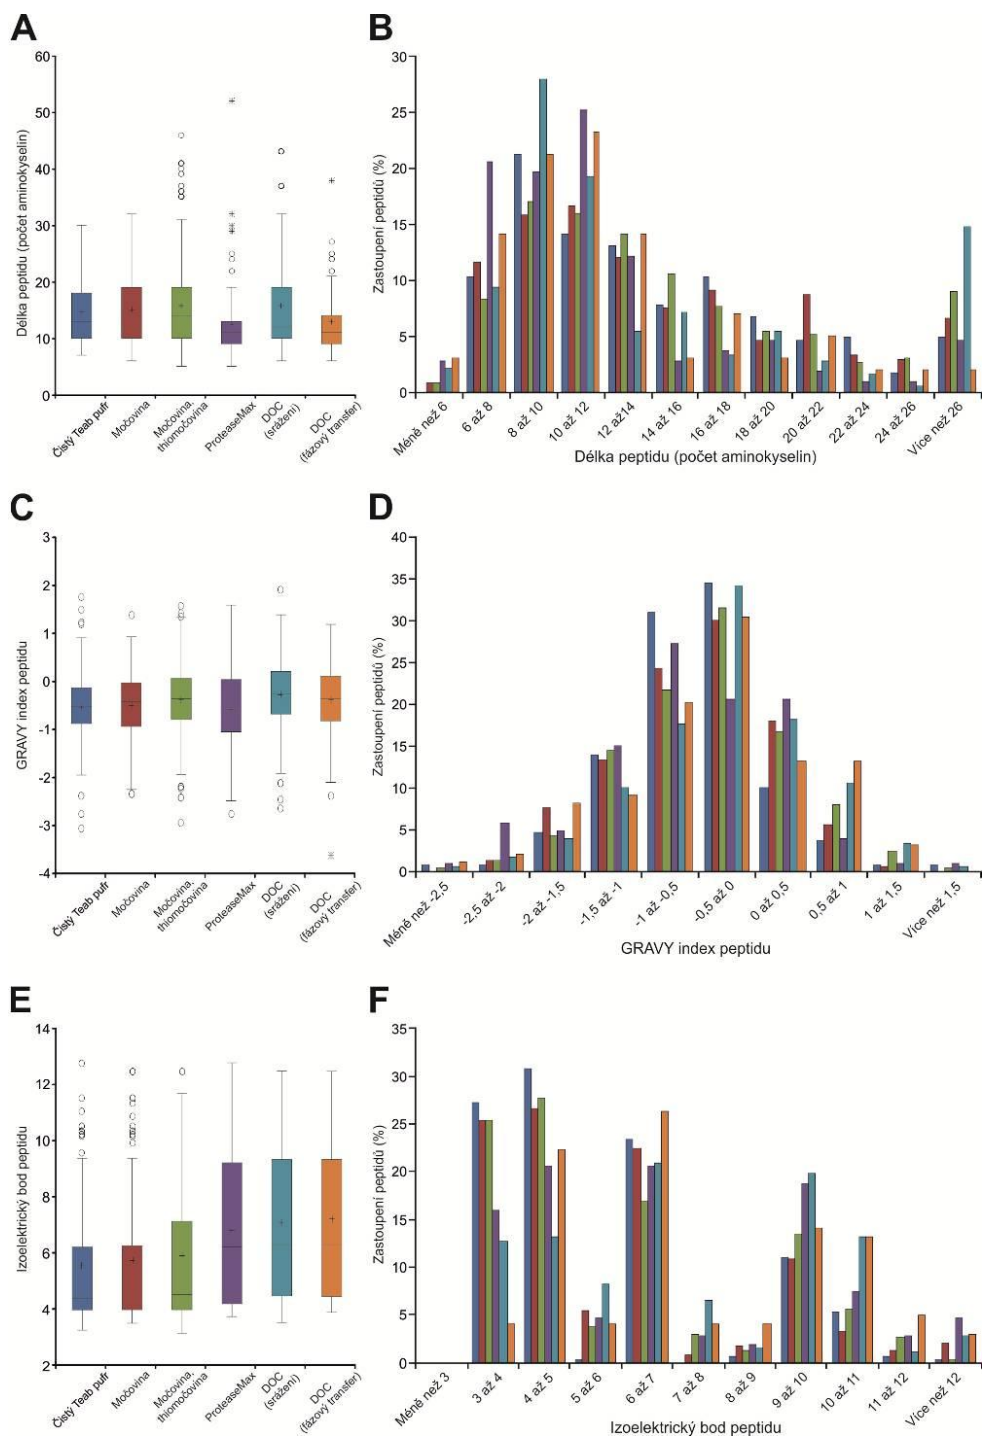 A
60
50
40
30
20
10
0
Délka peptidu (počet aminokyselin)
Čistý Teab pufr
Močovina
Močovina,
thiomočovina
ProteaseMax
DOC
(srážení)
DOC
(fázový transfer)
B
30
25
20
15
10
5
0
Zastoupení peptidů (%)
Méně než 6
6 až 8
8 až 10
10 až 12
12 až14
14 až 16
16 až 18
18 až 20
20 až 22
22 až 24
24 až 26
Více než 26
Délka peptidu (počet aminokyselin)
C
3
2
1
0
-1
-2
-3
-4
GRAVY index peptidu
Čistý Teab pufr
Močovina
Močovina,
thiomočovina
ProteaseMax
DOC
(srážení)
DOC
(fázový transfer)
D
40
35
30
25
20
15
10
5
0
Zastoupení peptidů (%)
Méně než -2,5
-2,5 až -2
-2 až -1,5
-1,5 až -1
-1 až -0,5
-0,5 až 0
0 až 0,5
0,5 až 1
1 až 1,5
Více než 1,5
GRAVY index peptidu
E
14
12
10
8
6
4
2
Izoelektrický bod peptidu
Čistý Teab pufr
Močovina
Močovina,
thiomočovina
ProteaseMax
DOC
(srážení)
DOC
(fázový transfer)
F
35
30
25
20
15
10
5
0
Zastoupení peptidů (%)
Méně než 3
3 až 4
4 až 5
5 až 6
6 až 7
7 až 8
8 až 9
9 až 10
10 až 11
11 až 12
Více než 12
Izoelektrický bod peptidu